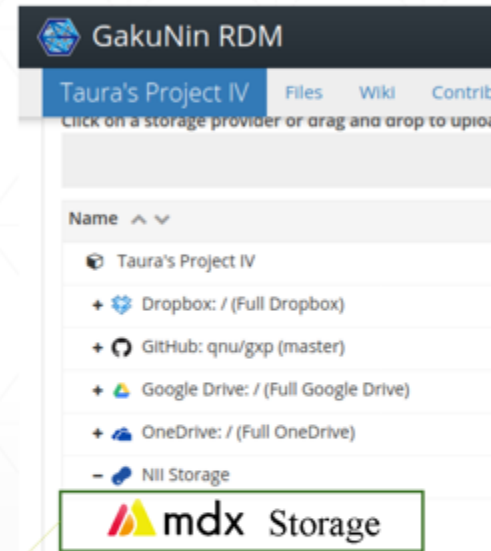 GakuNin RDM
Taura's Project IV Files Wiki Contrib
Click on a storage provider or drag and drop to uploa
Name
Taura's Project IV
+ Dropbox: / (Full Dropbox)
+ GitHub: qnu/gxp (master)
+ Google Drive: / (Full Google Drive)
+ OneDrive: / (Full OneDrive)
− NII Storage
mdx Storage